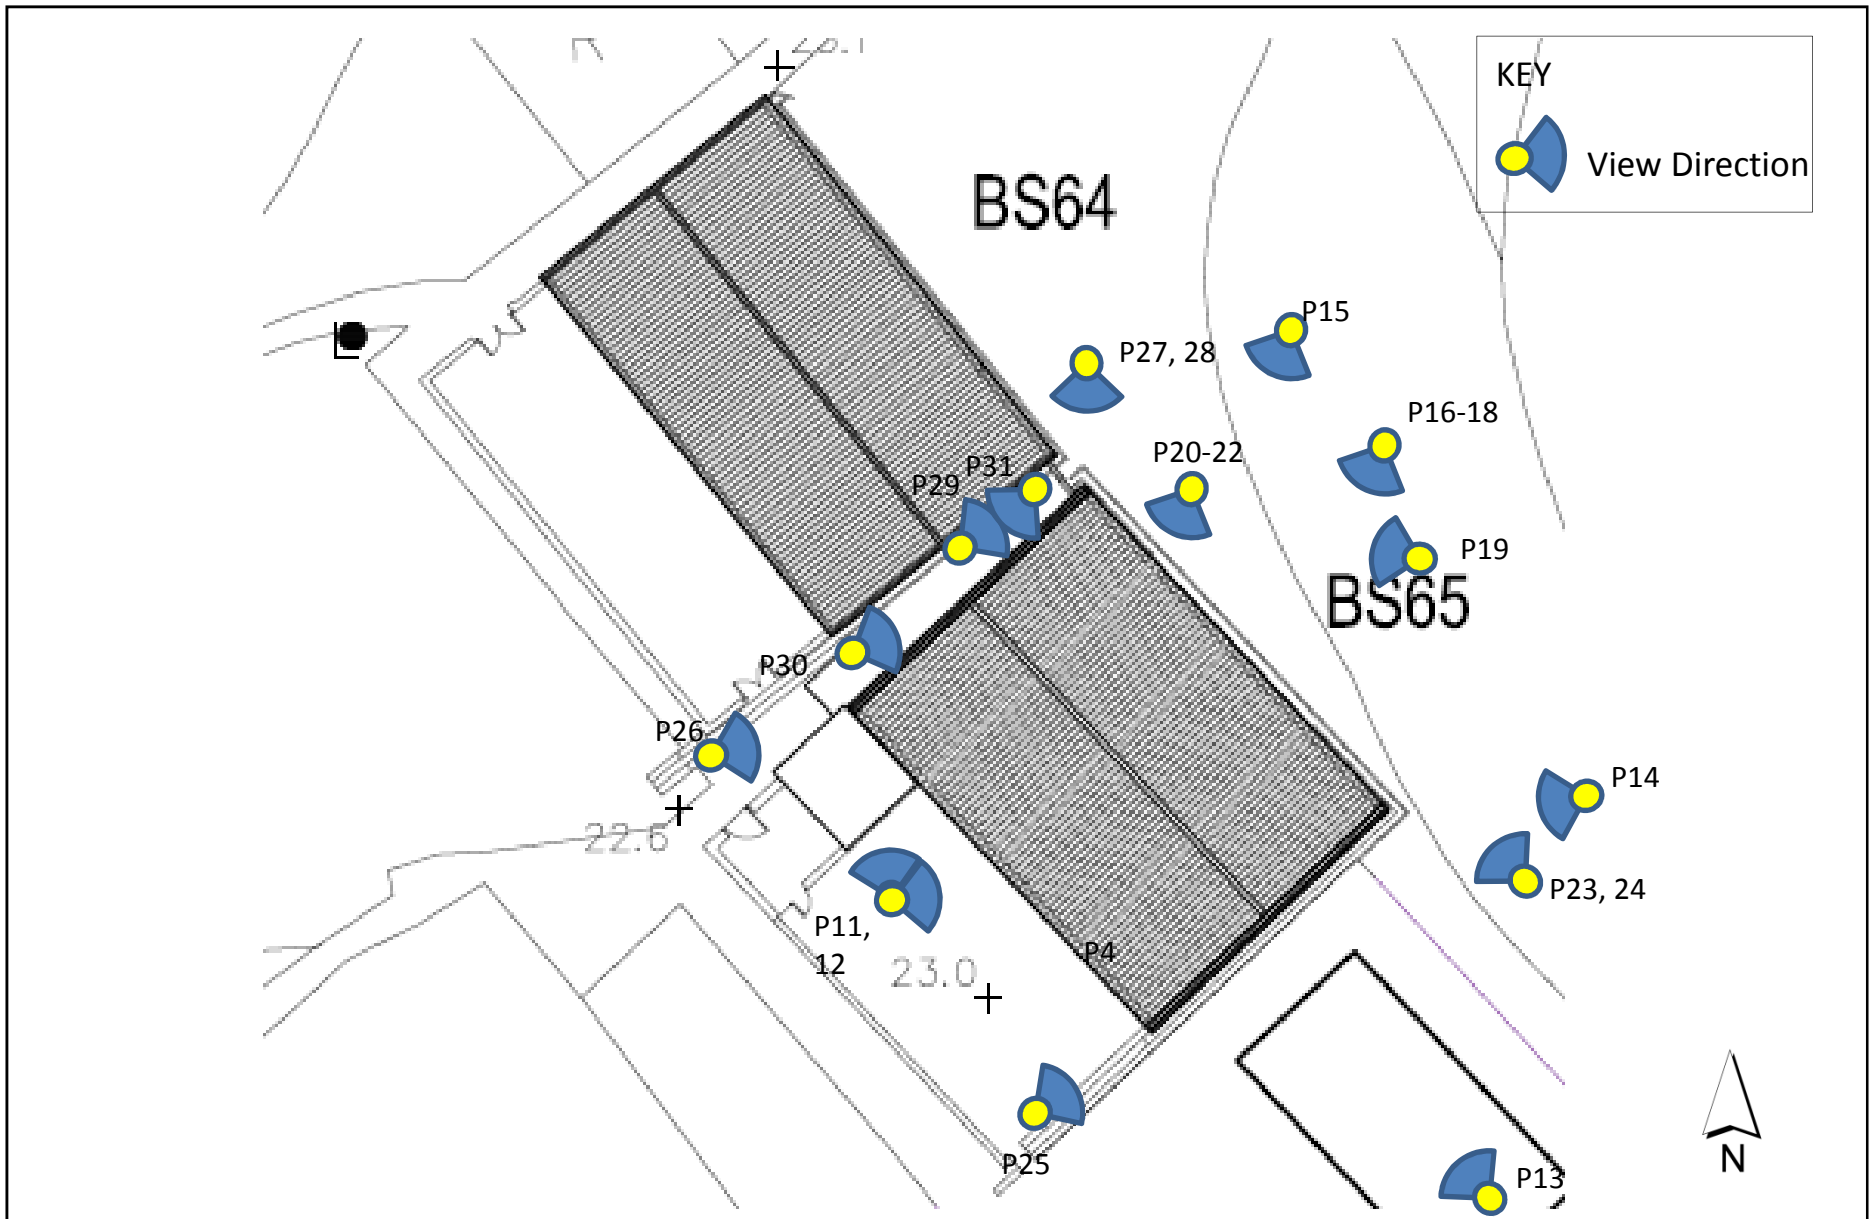 KEY
View Direction
BS64
P15
P27, 28
P16-18
P20-22
P31
P29
P19
BS65
P30
P26
P14
22.6
P23, 24
P11,
12
P4
23.0
P25
P13
N